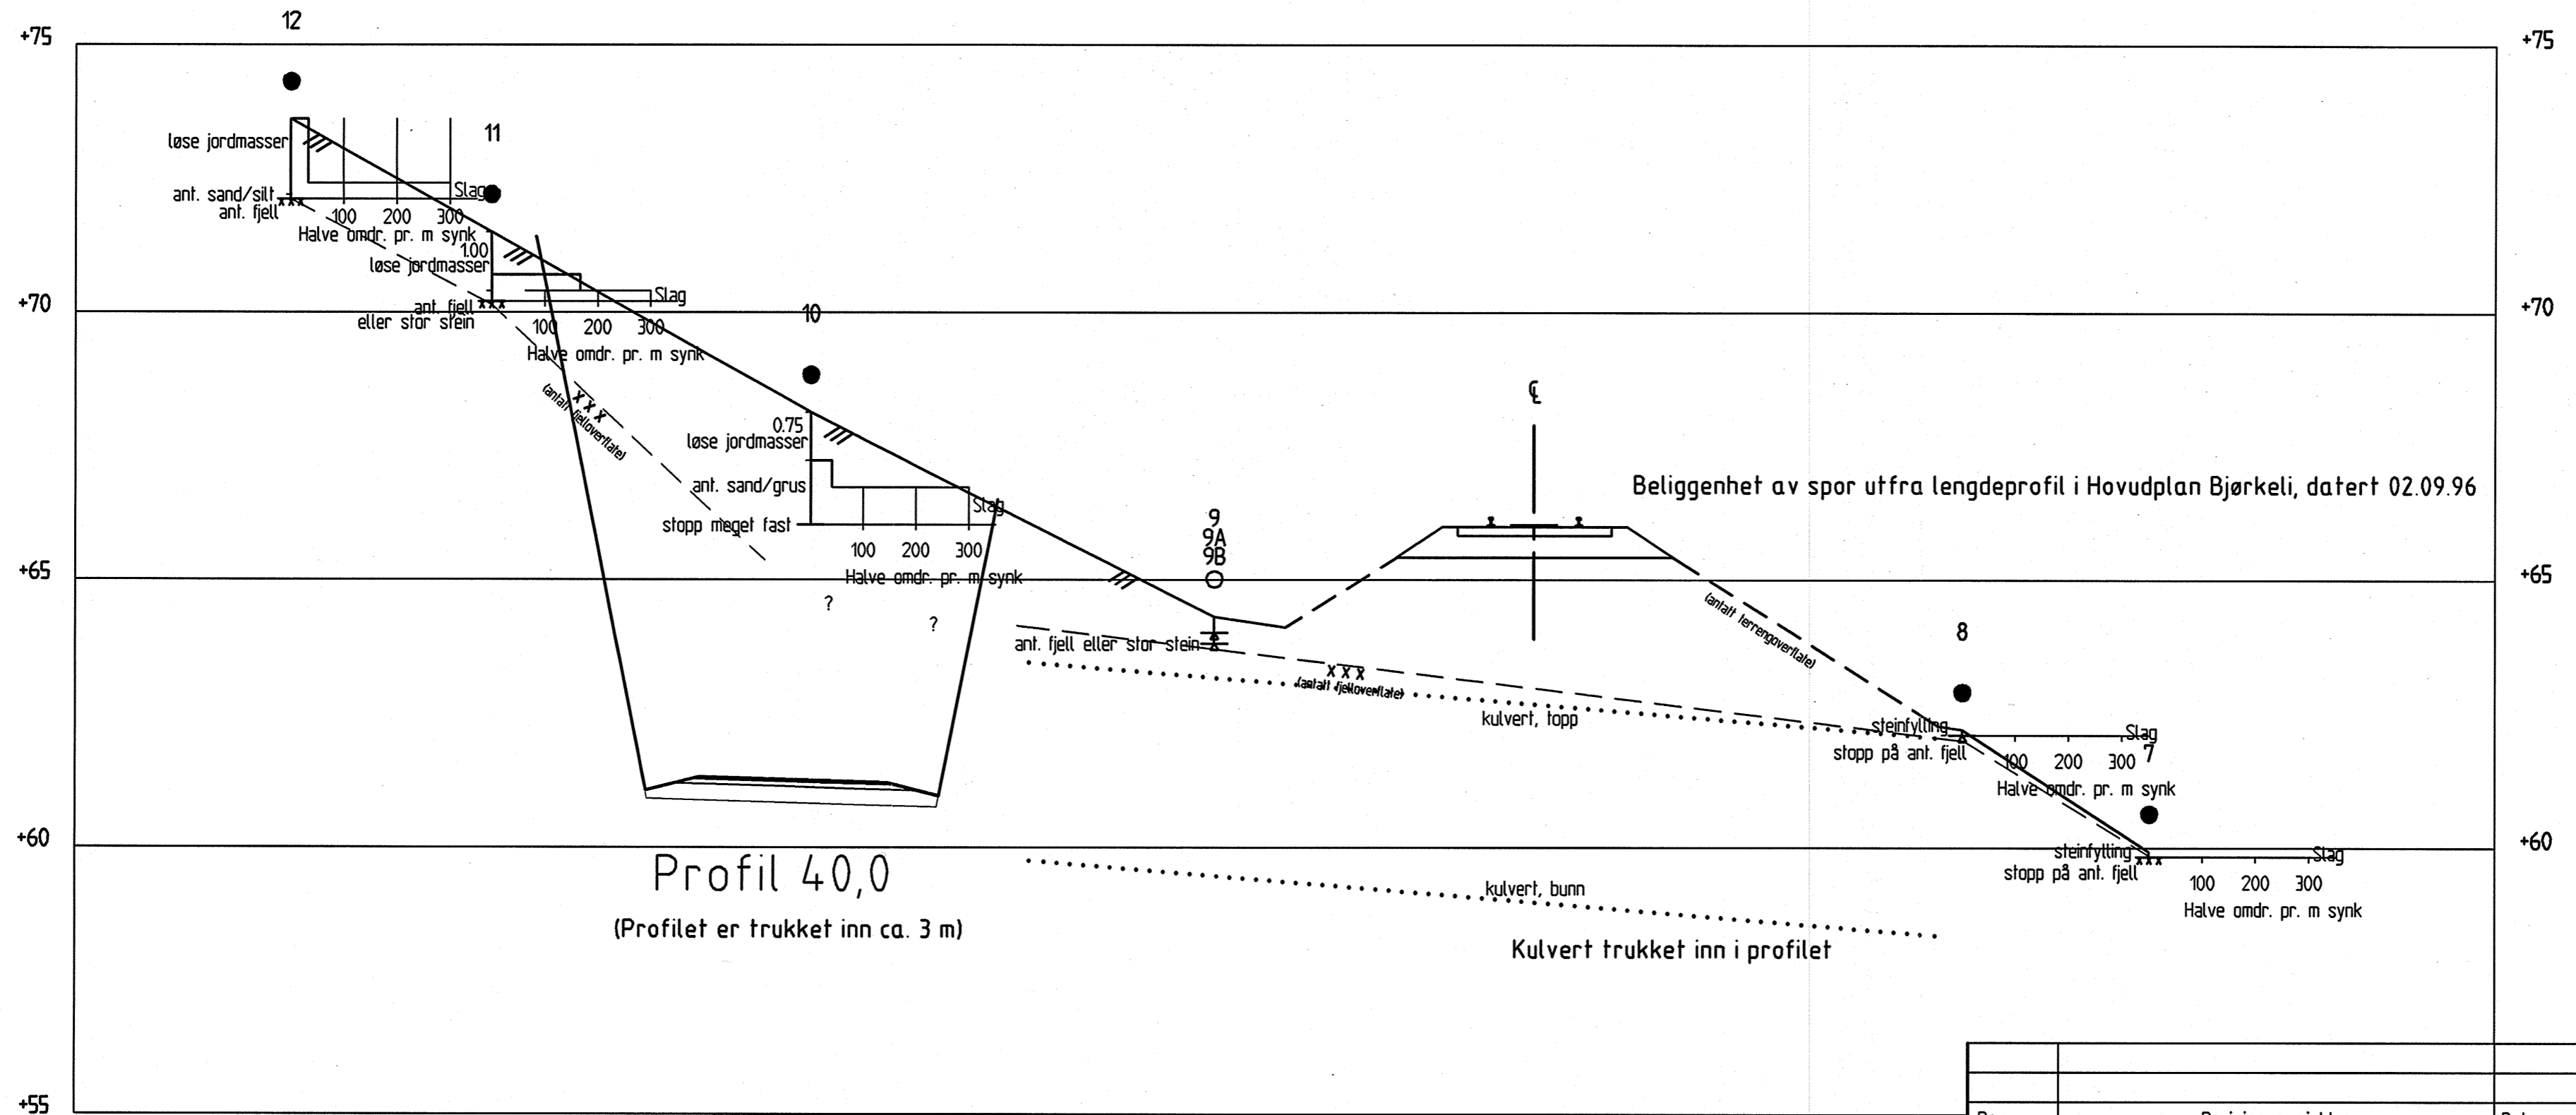 12
+75
+75
11
løse jordmasser
ant. sand/silt
ant. fjell
Slag
100 200 300
Halve omdr. pr. m synk
1.00
løse jordmasser
ant. fjell
eller stor stein
Slag
100 200 300
Halve omdr. pr. m synk
+70
+70
10
XXX
(antatt fjelloverflate)
0.75
løse jordmasser
ant. sand/grus
stopp meget fast
Slag
100 200 300
Halve omdr. pr. m synk
? ?
℄
Beliggenhet av spor utfra lengdeprofil i Hovudplan Bjørkeli, datert 02.09.96
9
9A
9B
+65
+65
(antatt terrengoverflate)
ant. fjell eller stor stein
XXX
(antatt fjelloverflate)
kulvert, topp
8
steinfylling
stopp på ant. fjell
Slag
100 200 300
Halve omdr. pr. m synk
7
+60
+60
steinfylling
stopp på ant. fjell
Slag
100 200 300
Halve omdr. pr. m synk
Profil 40,0
(Profilet er trukket inn ca. 3 m)
kulvert, bunn
Kulvert trukket inn i profilet
+55